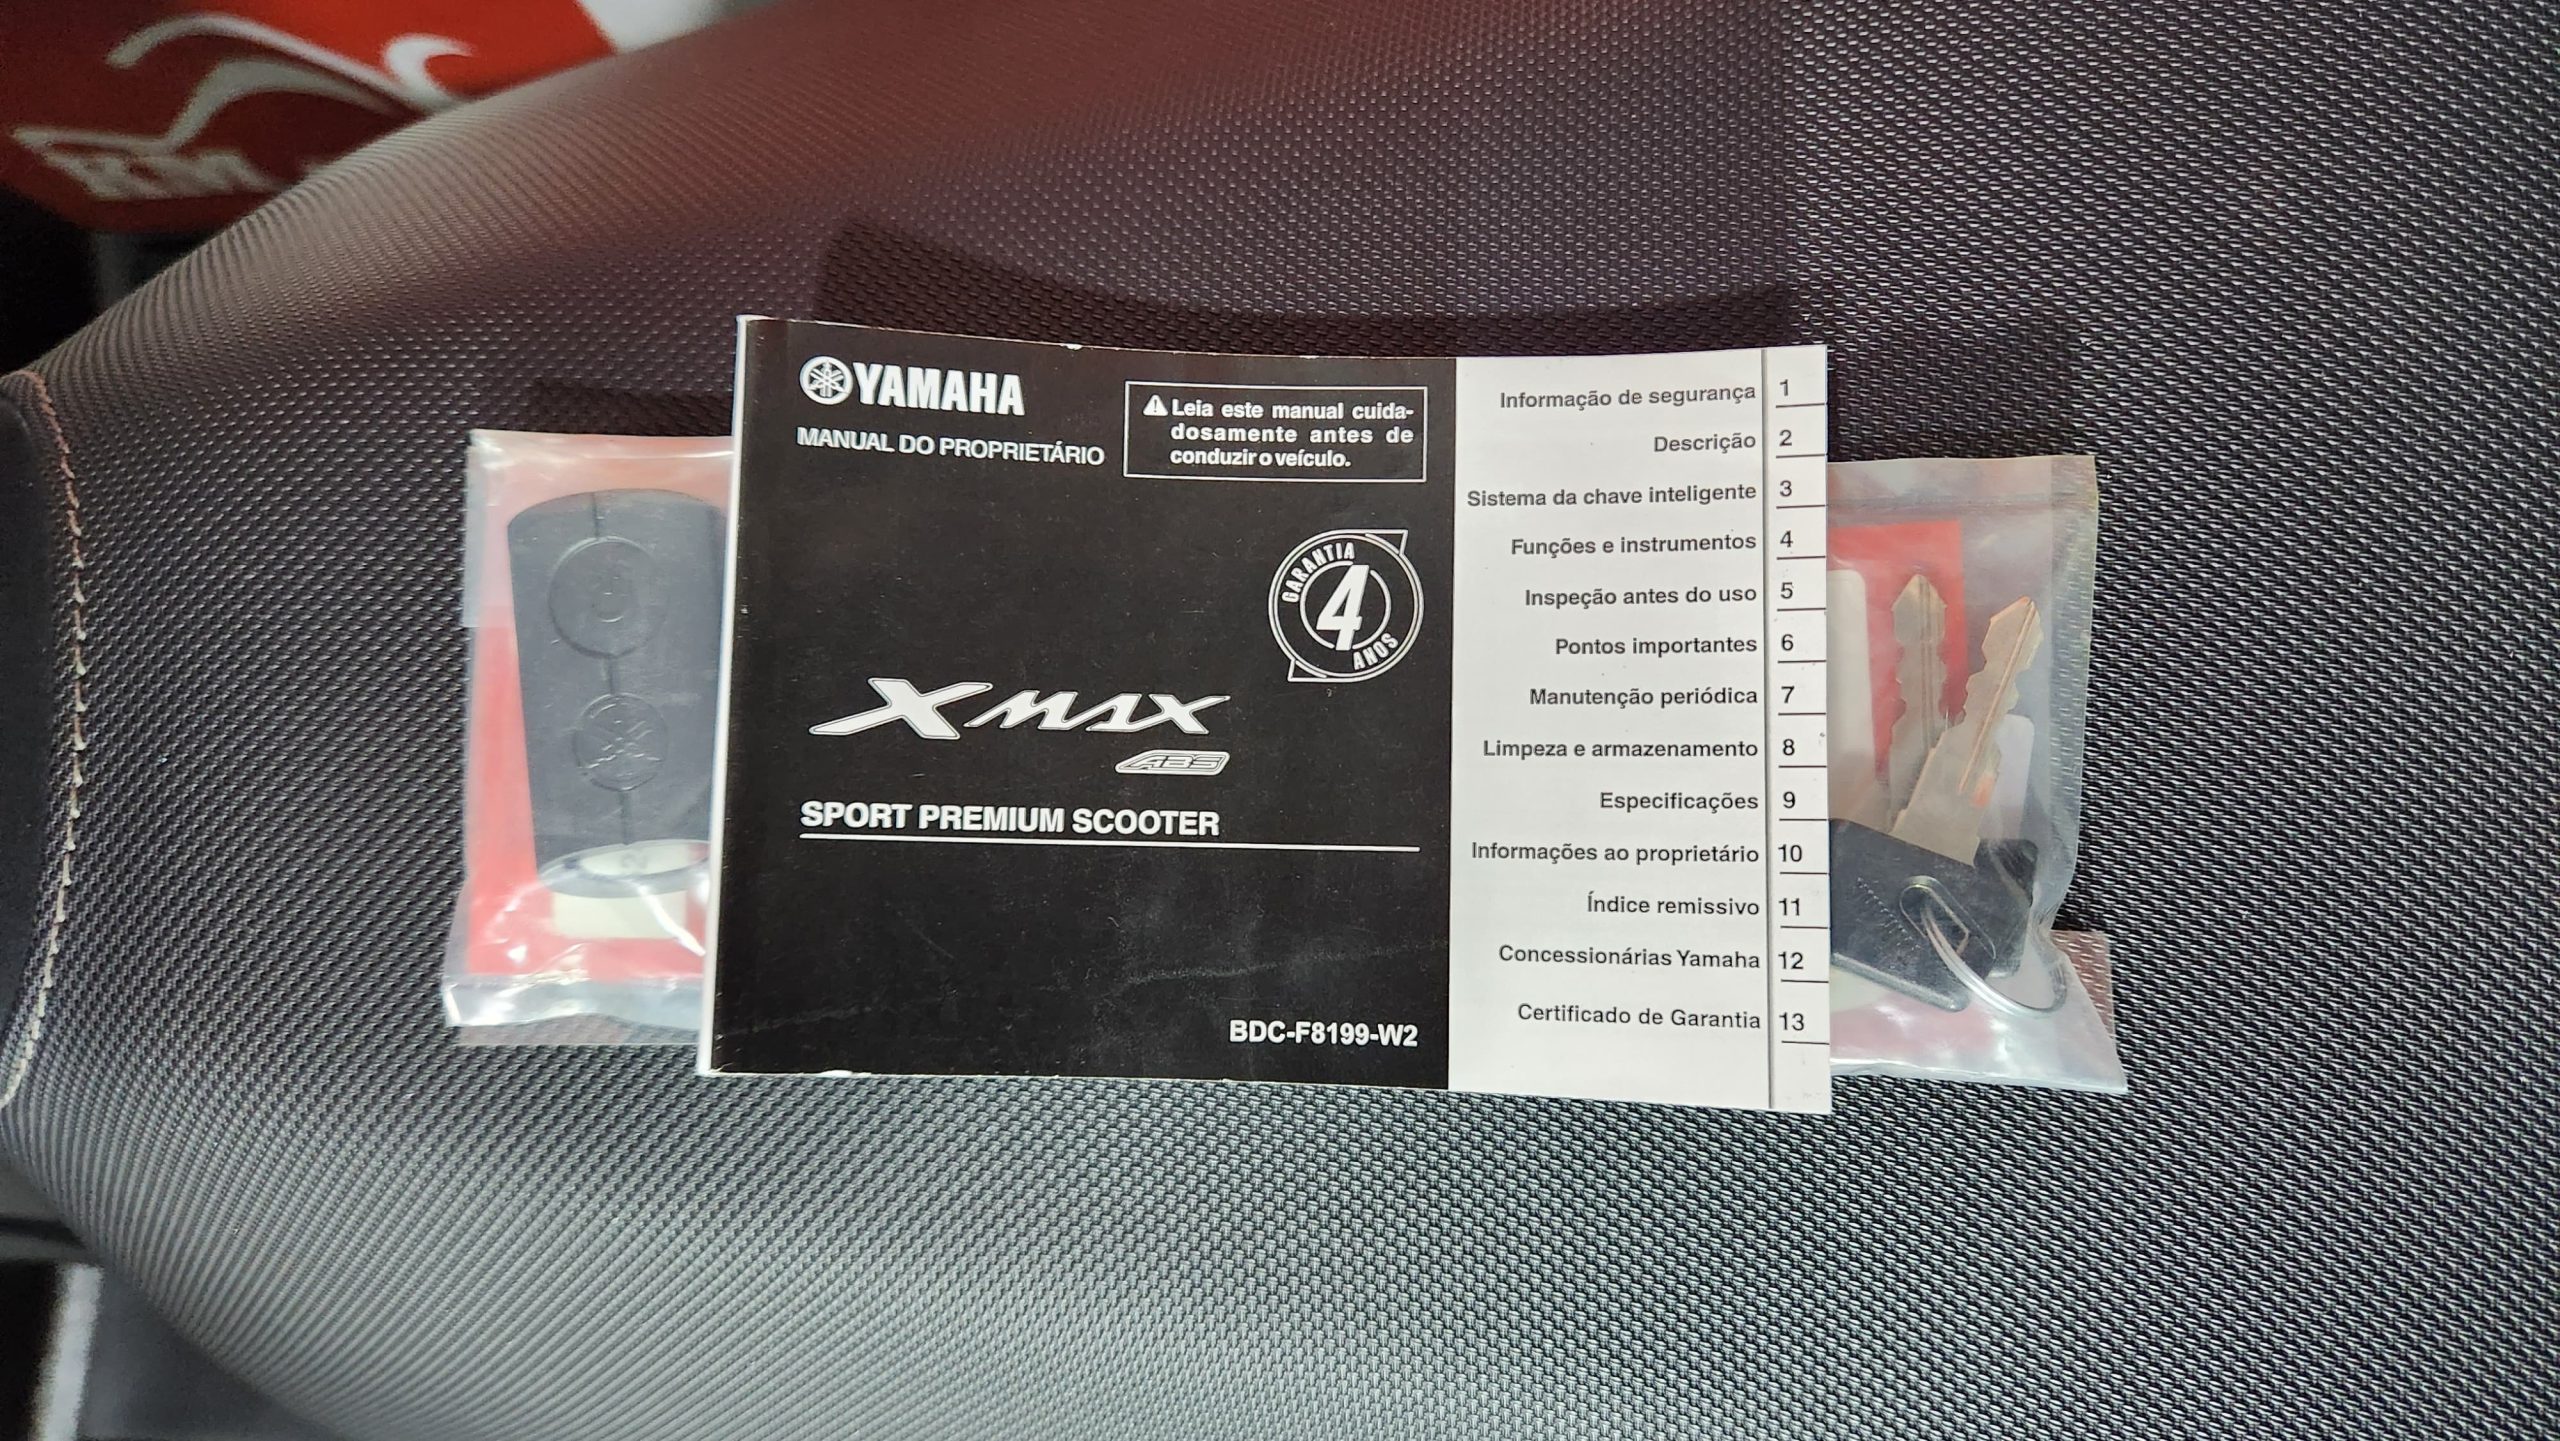 YAMAHA
MANUAL DO PROPRIETÁRIO
Leia este manual cuida-
dosamente antes de
conduzir o veículo.
GARANTIA
4
ANOS
XMAX
ABS
SPORT PREMIUM SCOOTER
BDC-F8199-W2
Informação de segurança 1
Descrição 2
Sistema da chave inteligente 3
Funções e instrumentos 4
Inspeção antes do uso 5
Pontos importantes 6
Manutenção periódica 7
Limpeza e armazenamento 8
Especificações 9
Informações ao proprietário 10
Índice remissivo 11
Concessionárias Yamaha 12
Certificado de Garantia 13